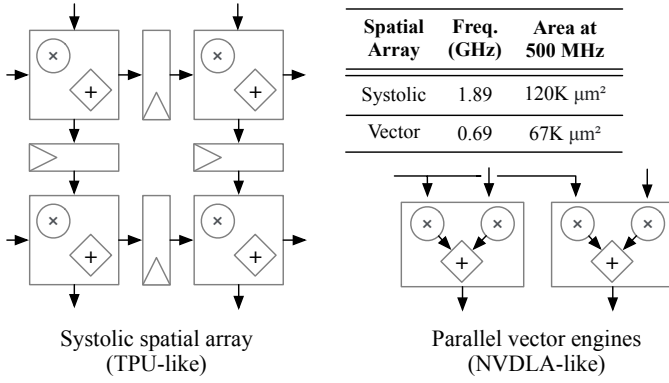 × + × +
× + × +
Systolic spatial array
(TPU-like)
Spatial Array Freq. (GHz) Area at 500 MHz
Systolic 1.89 120K μm²
Vector 0.69 67K μm²
× × × ×
+ +
Parallel vector engines
(NVDLA-like)